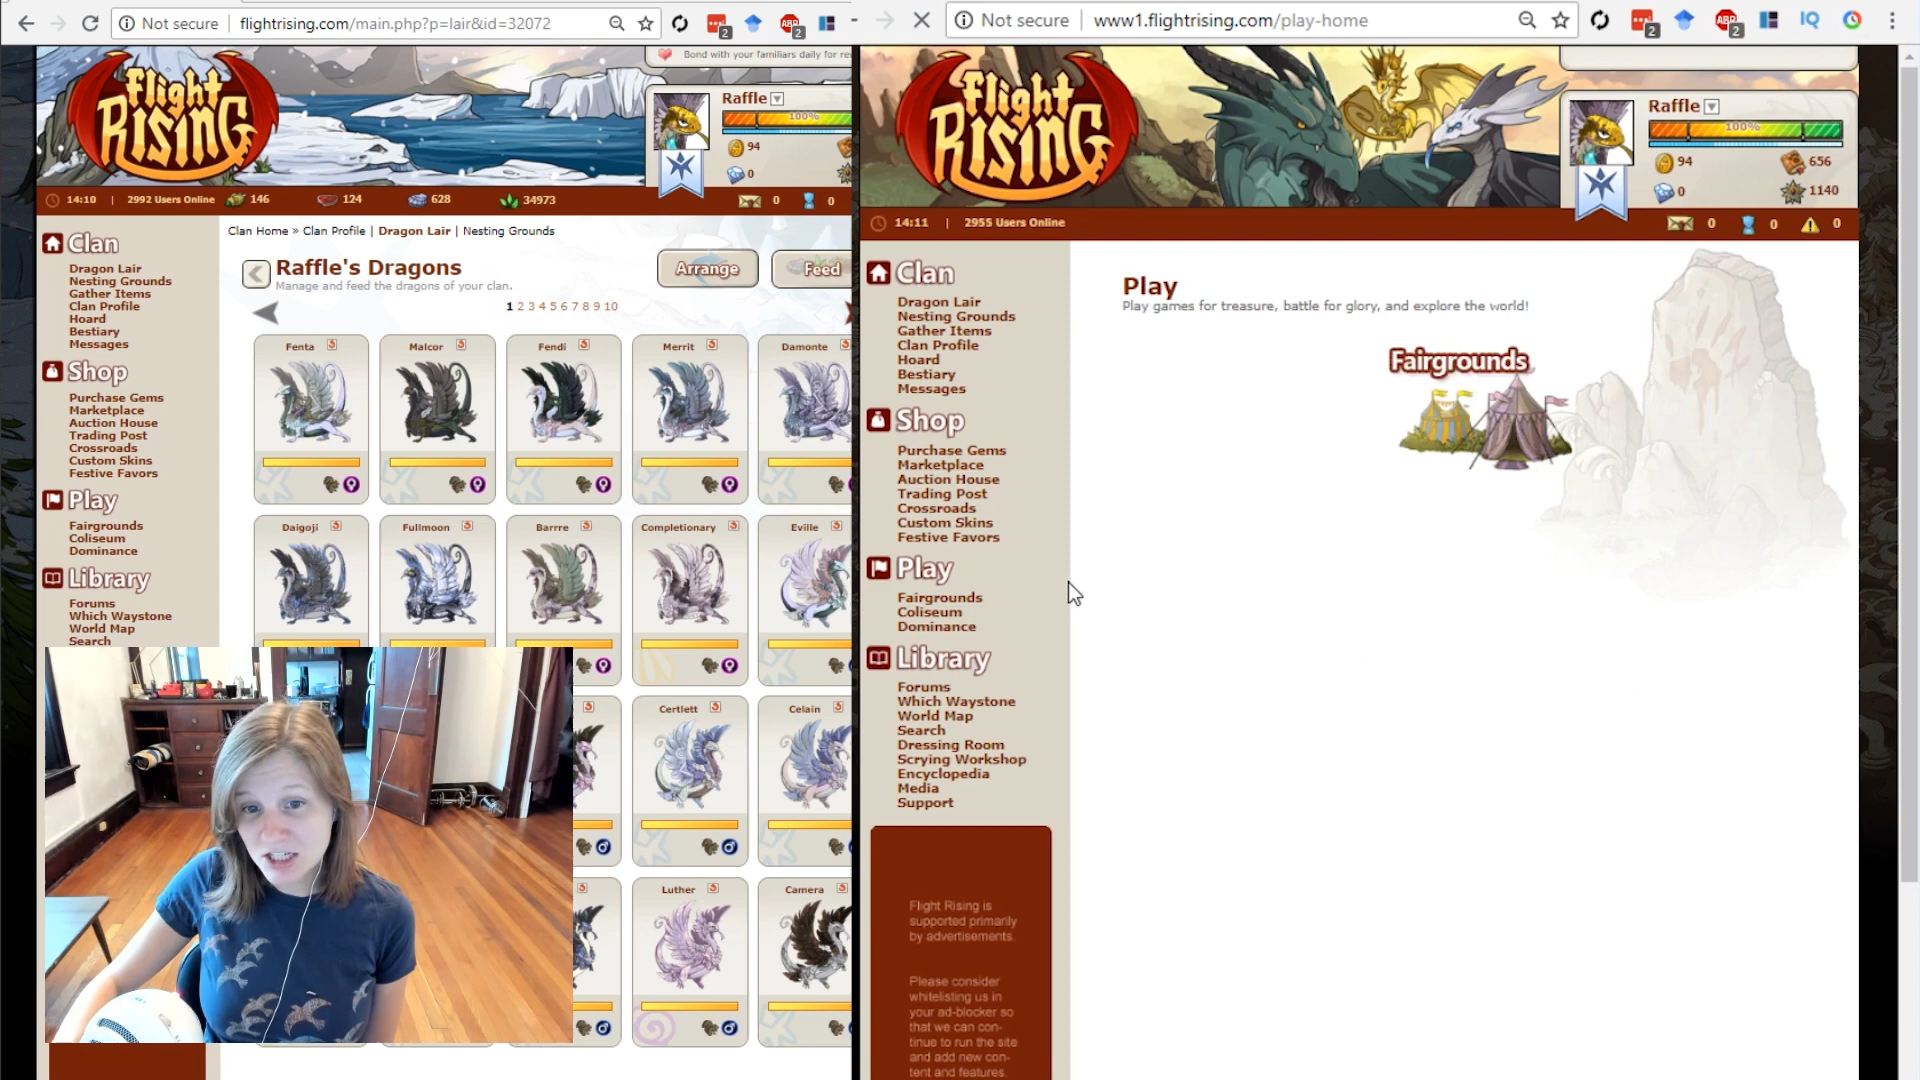 Not secure
flightrising.com/main.php?p=lair&id=32072
2
ABP
2
Bond with your familiars daily for re
Flight
RISING
Raffle
100%
94
0
14:10 | 2992 Users Online
146
124
628
34973
0
0
Clan
Dragon Lair
Nesting Grounds
Gather Items
Clan Profile
Hoard
Bestiary
Messages
Shop
Purchase Gems
Marketplace
Auction House
Trading Post
Crossroads
Custom Skins
Festive Favors
Play
Fairgrounds
Coliseum
Dominance
Library
Forums
Which Waystone
World Map
Search
Clan Home » Clan Profile | Dragon Lair | Nesting Grounds
Raffle's Dragons
Manage and feed the dragons of your clan.
Arrange
Feed
1 2 3 4 5 6 7 8 9 10
Fenta
Malcor
Fendi
Merrit
Damonte
Daigoji
Fullmoon
Barrre
Completionary
Eville
Certlett
Celain
Luther
Camera
Not secure
www1.flightrising.com/play-home
2
ABP
2
IQ
Flight
RISING
Raffle
100%
94
656
0
1140
14:11 | 2955 Users Online
0
0
0
Clan
Dragon Lair
Nesting Grounds
Gather Items
Clan Profile
Hoard
Bestiary
Messages
Shop
Purchase Gems
Marketplace
Auction House
Trading Post
Crossroads
Custom Skins
Festive Favors
Play
Fairgrounds
Coliseum
Dominance
Library
Forums
Which Waystone
World Map
Search
Dressing Room
Scrying Workshop
Encyclopedia
Media
Support
Flight Rising is
supported primarily
by advertisements.
Please consider
whitelisting us in
your ad-blocker so
that we can con-
tinue to run the site
and add new con-
tent and features.
Play
Play games for treasure, battle for glory, and explore the world!
Fairgrounds